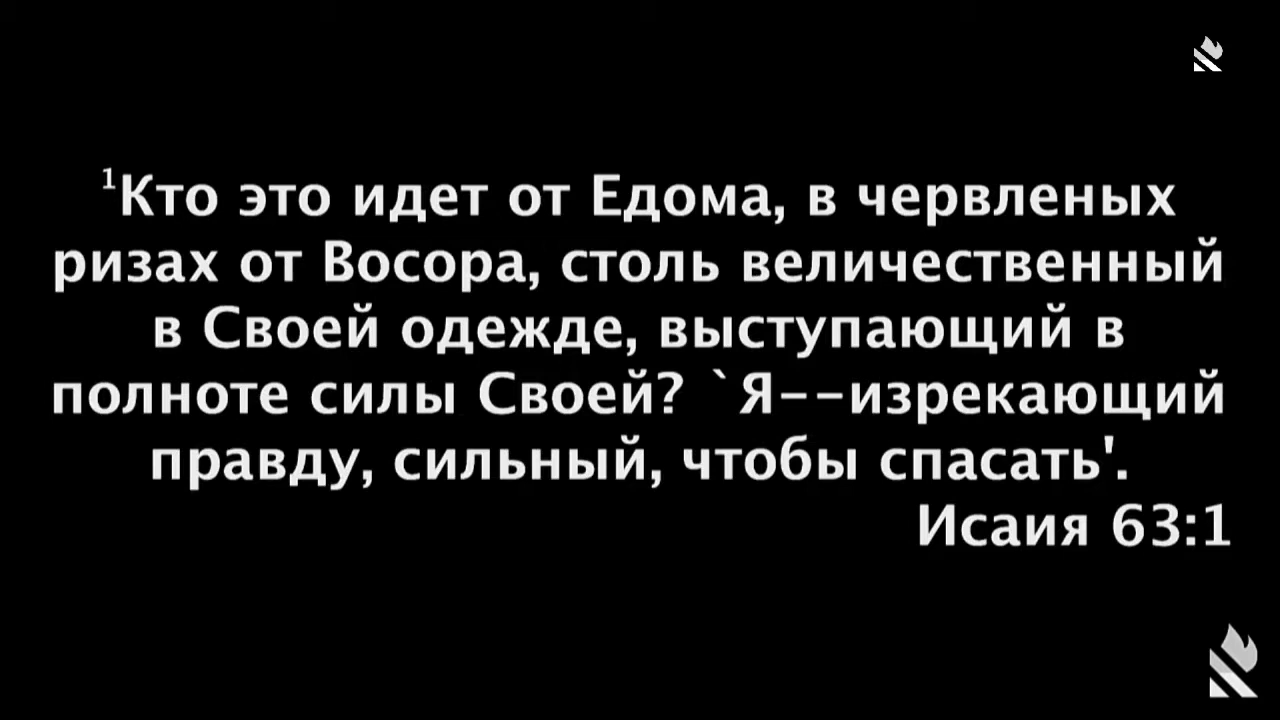 ¹Кто это идет от Едома, в червленых
ризах от Восора, столь величественный
в Своей одежде, выступающий в
полноте силы Своей? `Я--изрекающий
правду, сильный, чтобы спасать'.
Исаия 63:1